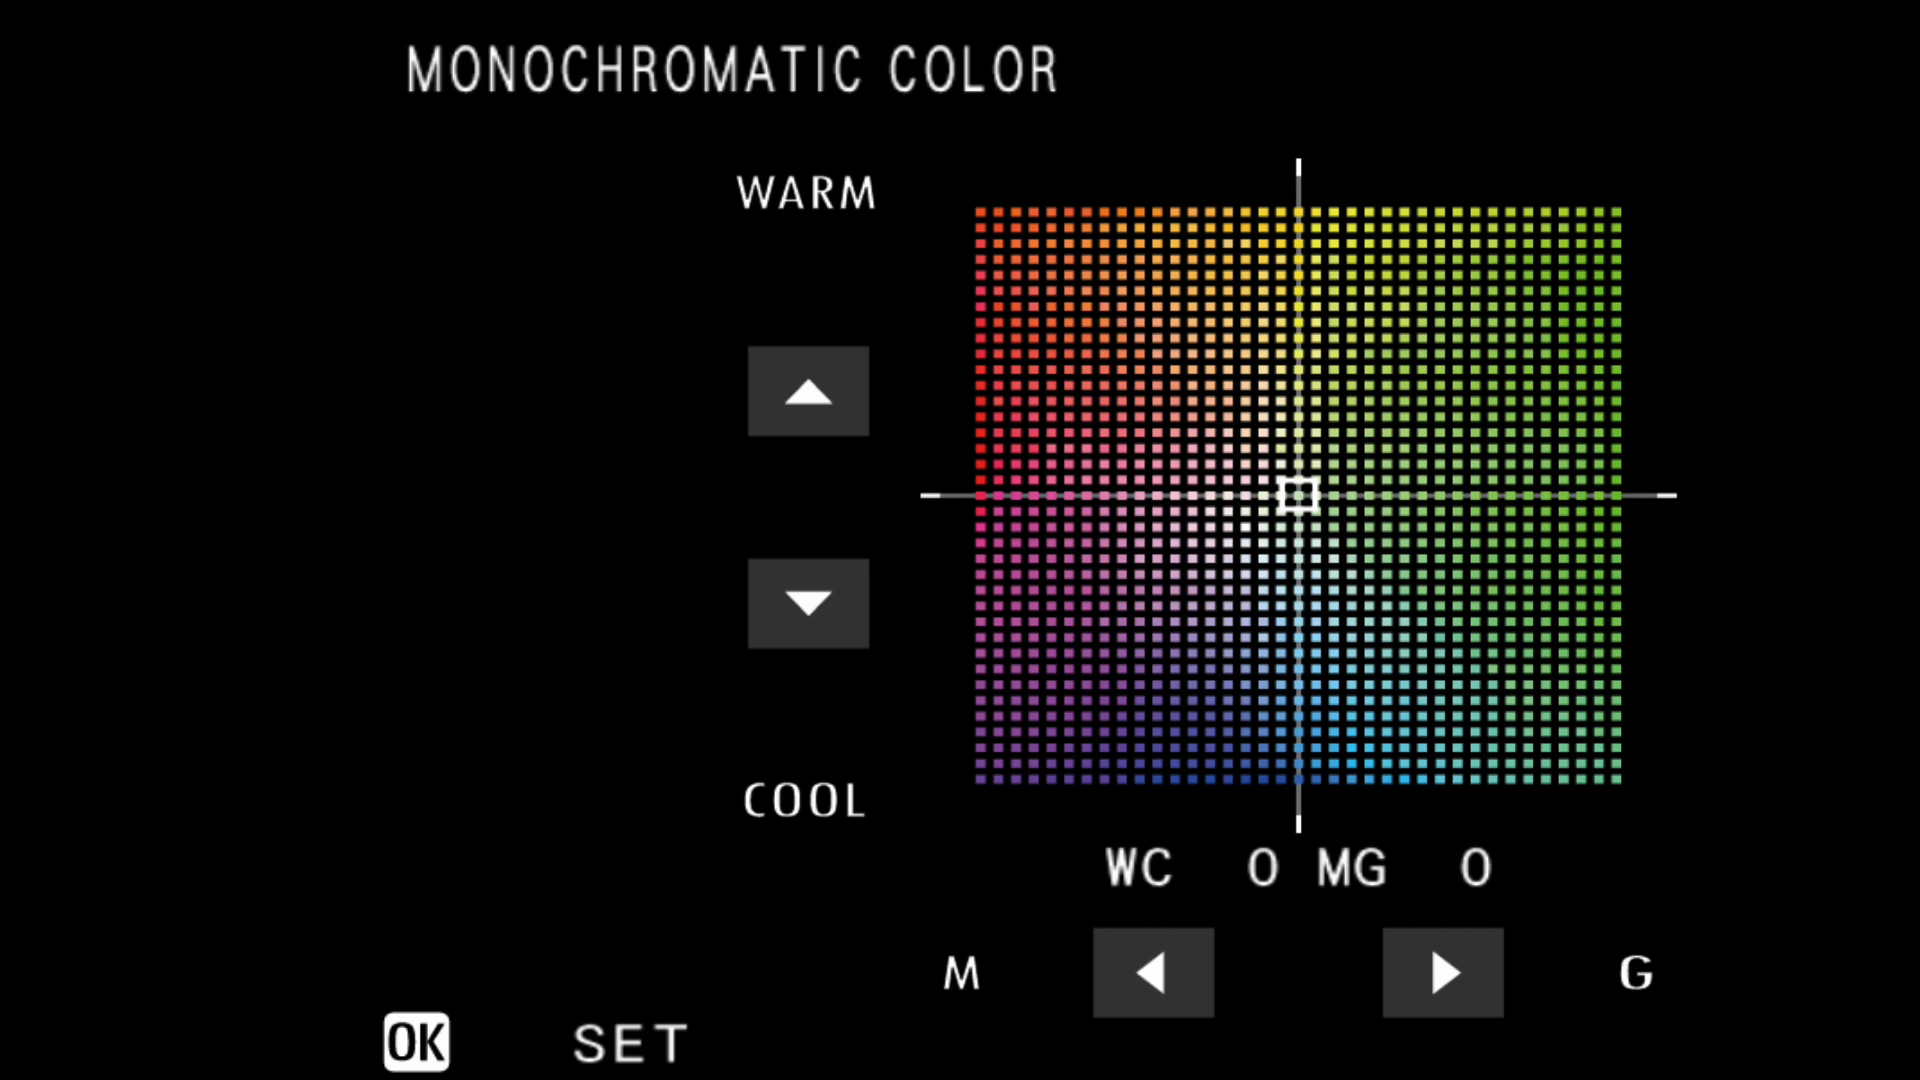 MONOCHROMATIC COLOR
WARM
COOL
WC 0 MG 0
M G
OK SET